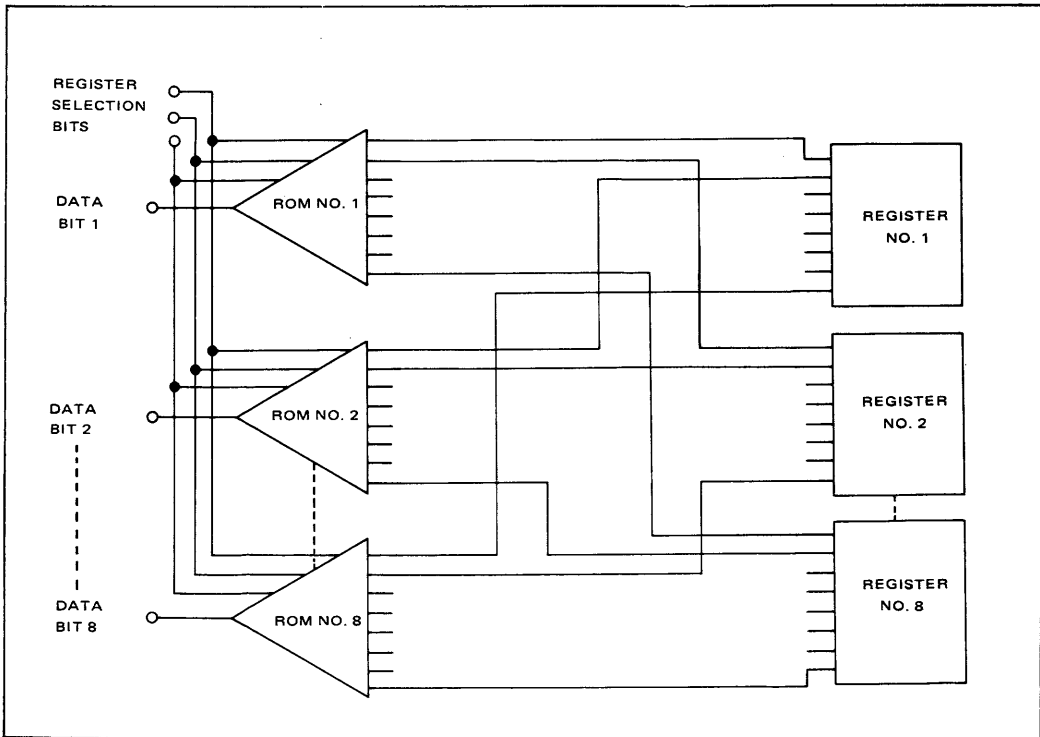 REGISTER
SELECTION
BITS
DATA
BIT 1
ROM NO. 1
REGISTER
NO. 1
DATA
BIT 2
ROM NO. 2
REGISTER
NO. 2
DATA
BIT 8
ROM NO. 8
REGISTER
NO. 8